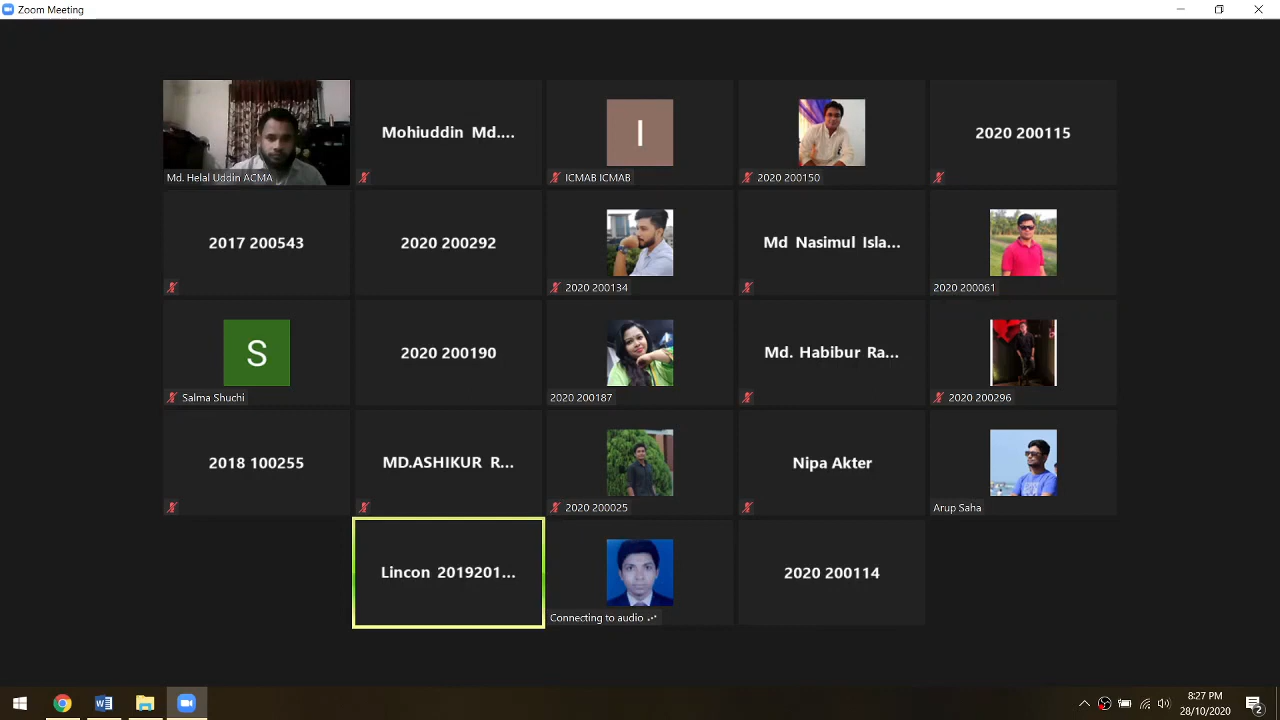 Zoom Meeting
Md. Helal Uddin ACMA
Mohiuddin Md....
I
ICMAB ICMAB
2020 200150
2020 200115
2017 200543
2020 200292
2020 200134
Md Nasimul Isla...
2020 200061
S
Salma Shuchi
2020 200190
2020 200187
Md. Habibur Ra...
2020 200296
2018 100255
MD.ASHIKUR R...
2020 200025
Nipa Akter
Arup Saha
Lincon 2019201...
Connecting to audio
2020 200114
8:27 PM
28/10/2020
2